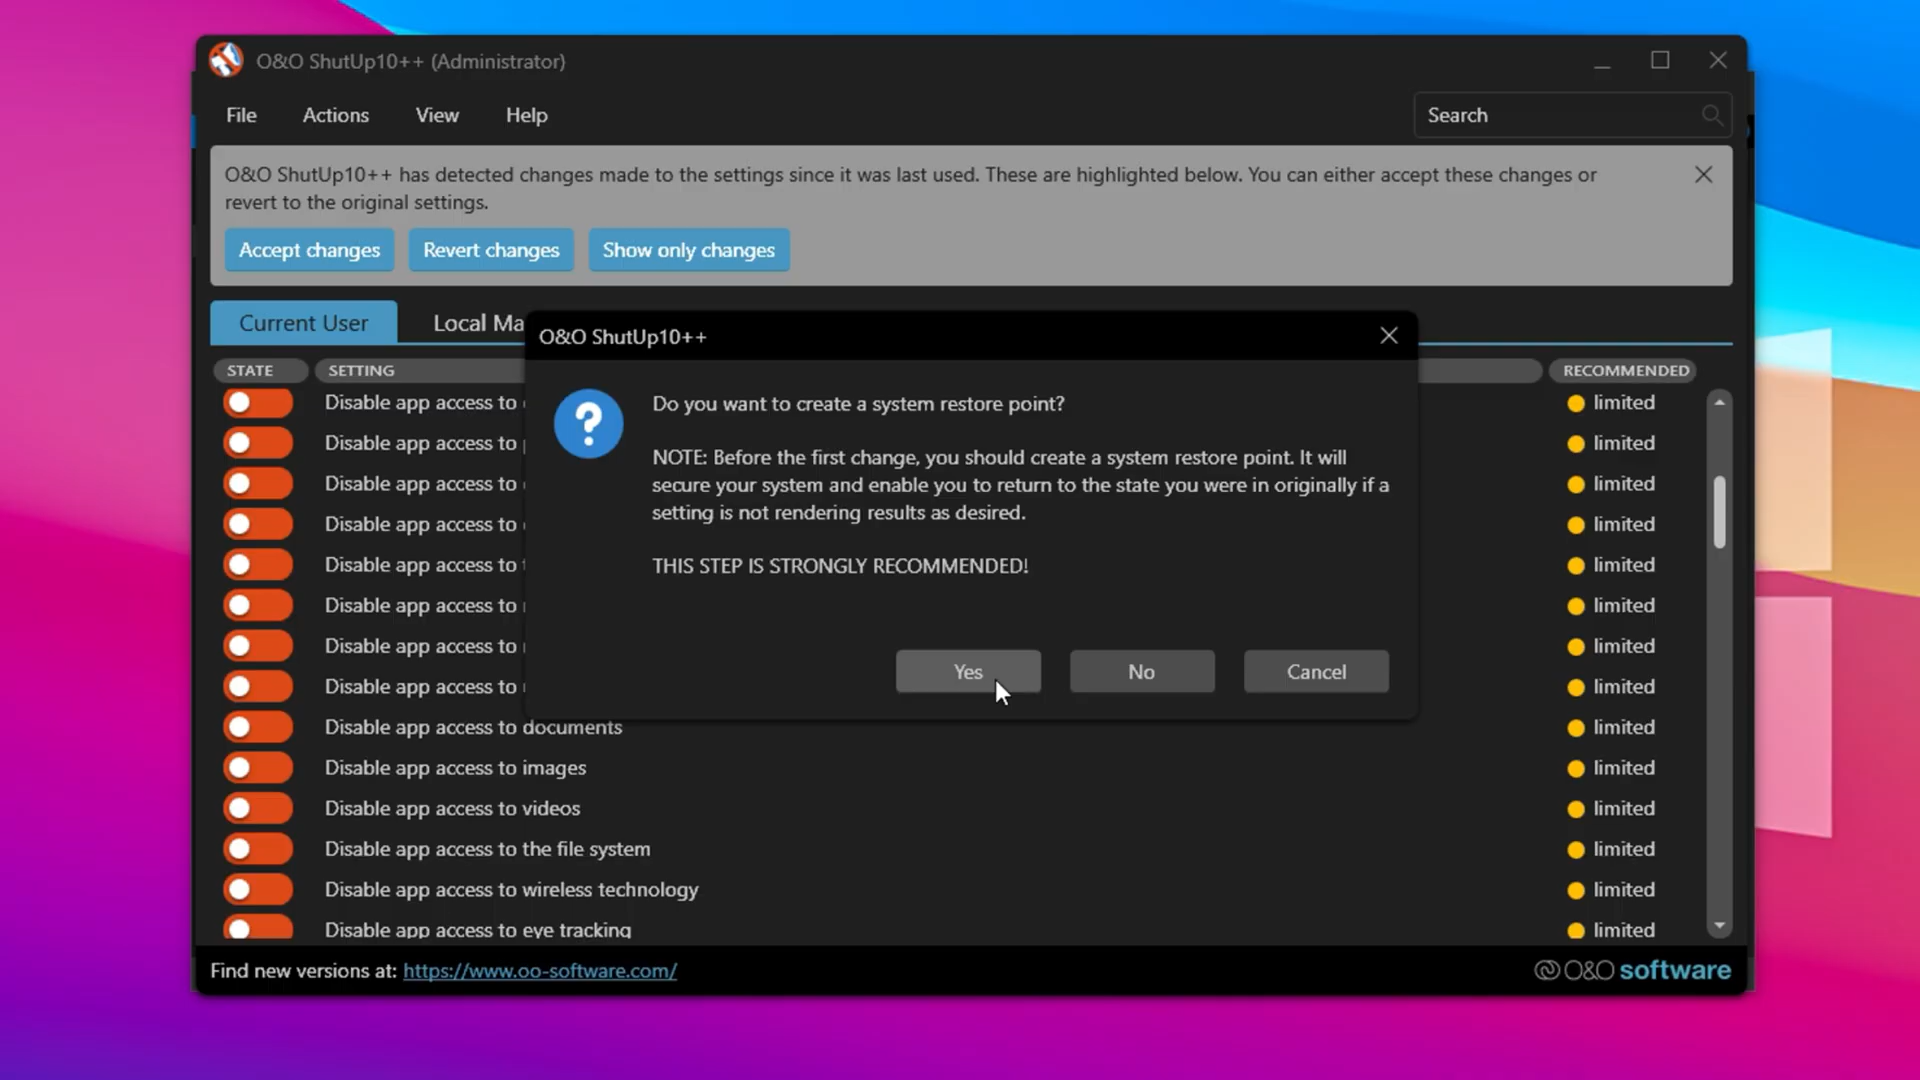 O&O ShutUp10++ (Administrator)
File Actions View Help
Search
O&O ShutUp10++ has detected changes made to the settings since it was last used. These are highlighted below. You can either accept these changes or
revert to the original settings.
Accept changes Revert changes Show only changes
Current User Local Ma
O&O ShutUp10++
STATE SETTING RECOMMENDED
Do you want to create a system restore point?
NOTE: Before the first change, you should create a system restore point. It will
secure your system and enable you to return to the state you were in originally if a
setting is not rendering results as desired.
THIS STEP IS STRONGLY RECOMMENDED!
Yes No Cancel
Disable app access to limited
Disable app access to limited
Disable app access to limited
Disable app access to limited
Disable app access to limited
Disable app access to limited
Disable app access to limited
Disable app access to limited
Disable app access to documents limited
Disable app access to images limited
Disable app access to videos limited
Disable app access to the file system limited
Disable app access to wireless technology limited
Disable app access to eye tracking limited
Find new versions at: https://www.oo-software.com/
O&O software